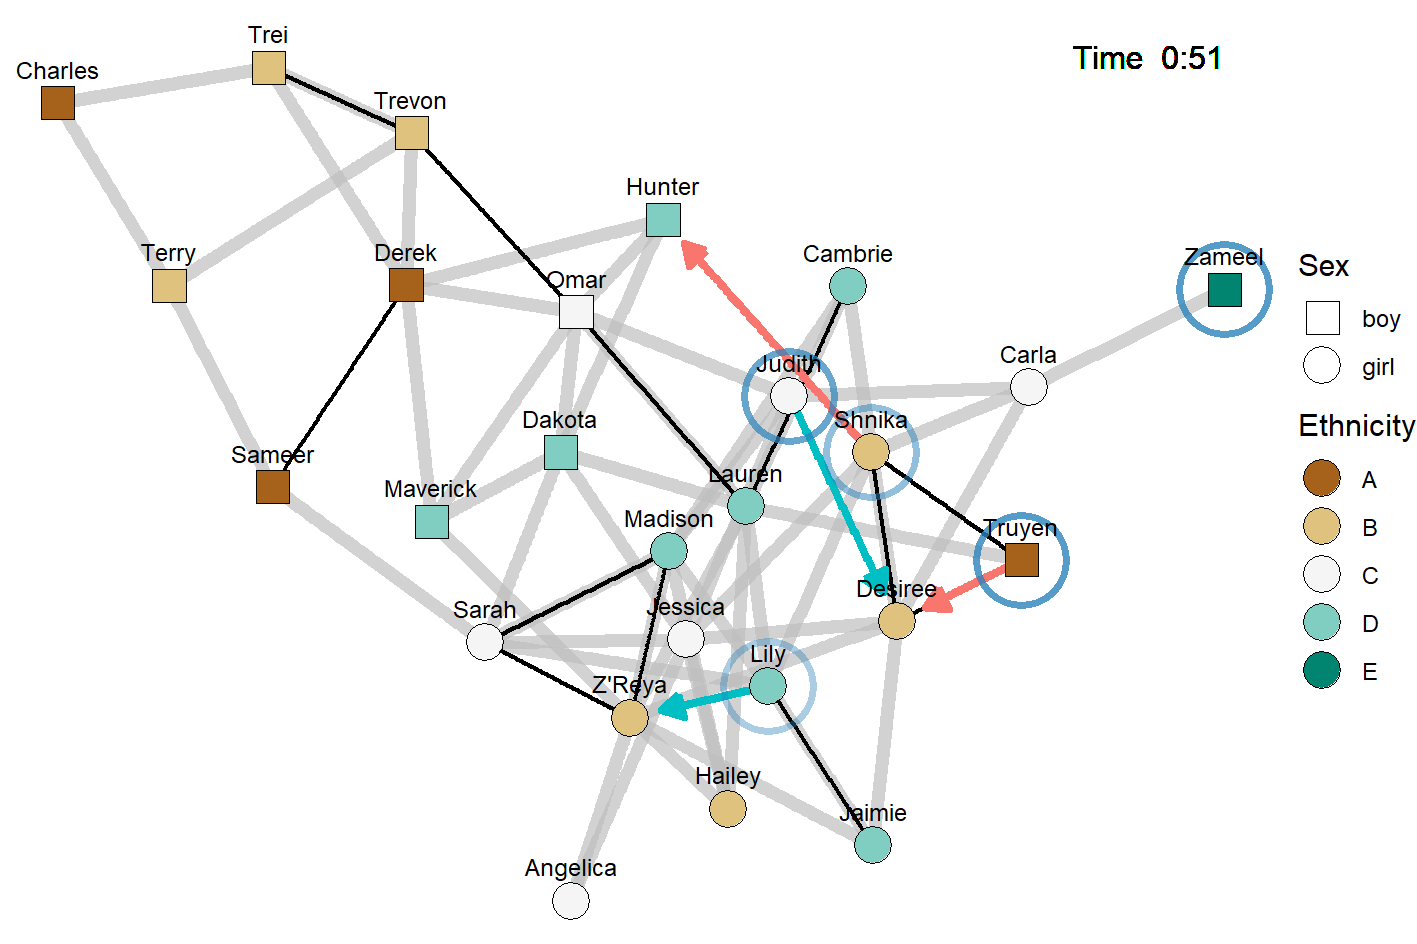 Trei
Time 0:51
Charles
Trevon
Hunter
Terry
Derek
Omar
Cambrie
Zameel
Sex
boy
girl
Judith
Carla
Dakota
Shnika
Ethnicity
A
B
C
D
E
Sameer
Maverick
Lauren
Madison
Truyen
Sarah
Jessica
Desiree
Lily
Z'Reya
Hailey
Jaimie
Angelica